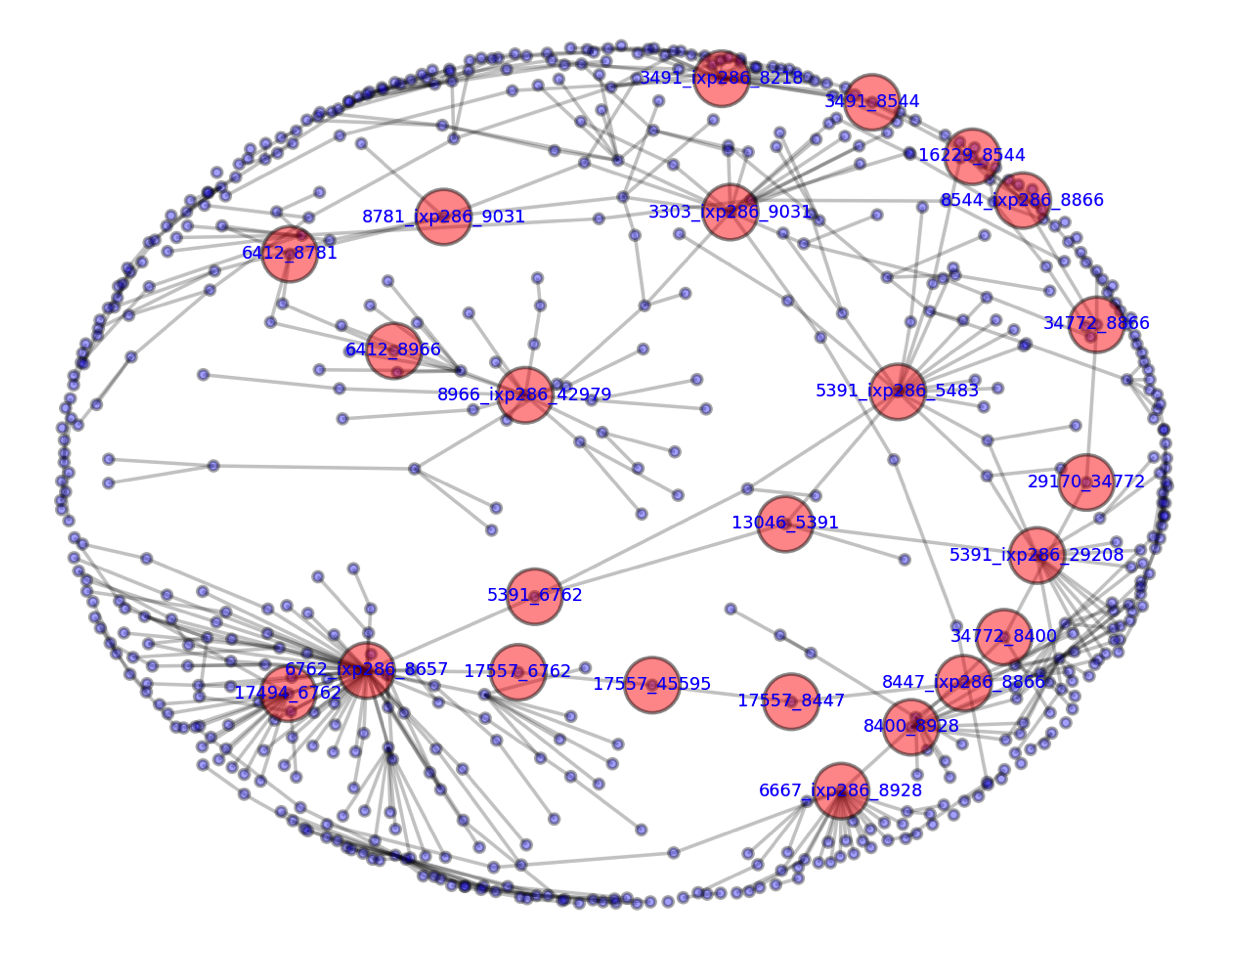 3491_ixp286_8218
3491_8544
16229_8544
8544_ixp286_8866
8781_ixp286_9031
3303_ixp286_9031
6412_8781
34772_8866
6412_8966
8966_ixp286_42979
5391_ixp286_5483
29170_34772
13046_5391
5391_ixp286_29208
5391_6762
34772_8400
6762_ixp286_8657
17557_6762
17557_45595
8447_ixp286_8866
17494_6762
17557_8447
8400_8928
6667_ixp286_8928